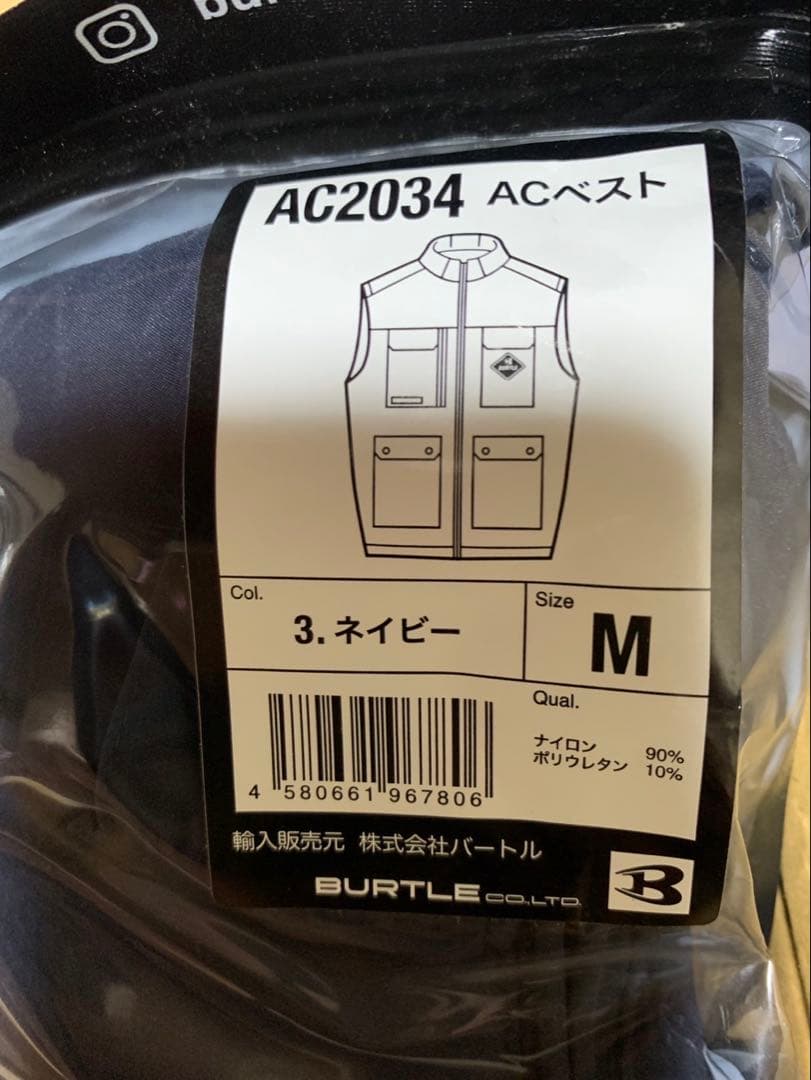 AC2034 ACベスト
BURTLE
Col.
3.ネイビー
Size
M
Qual.
ナイロン 90%
ポリウレタン 10%
4 580661 967806
輸入販売元 株式会社バートル
BURTLE CO.LTD.